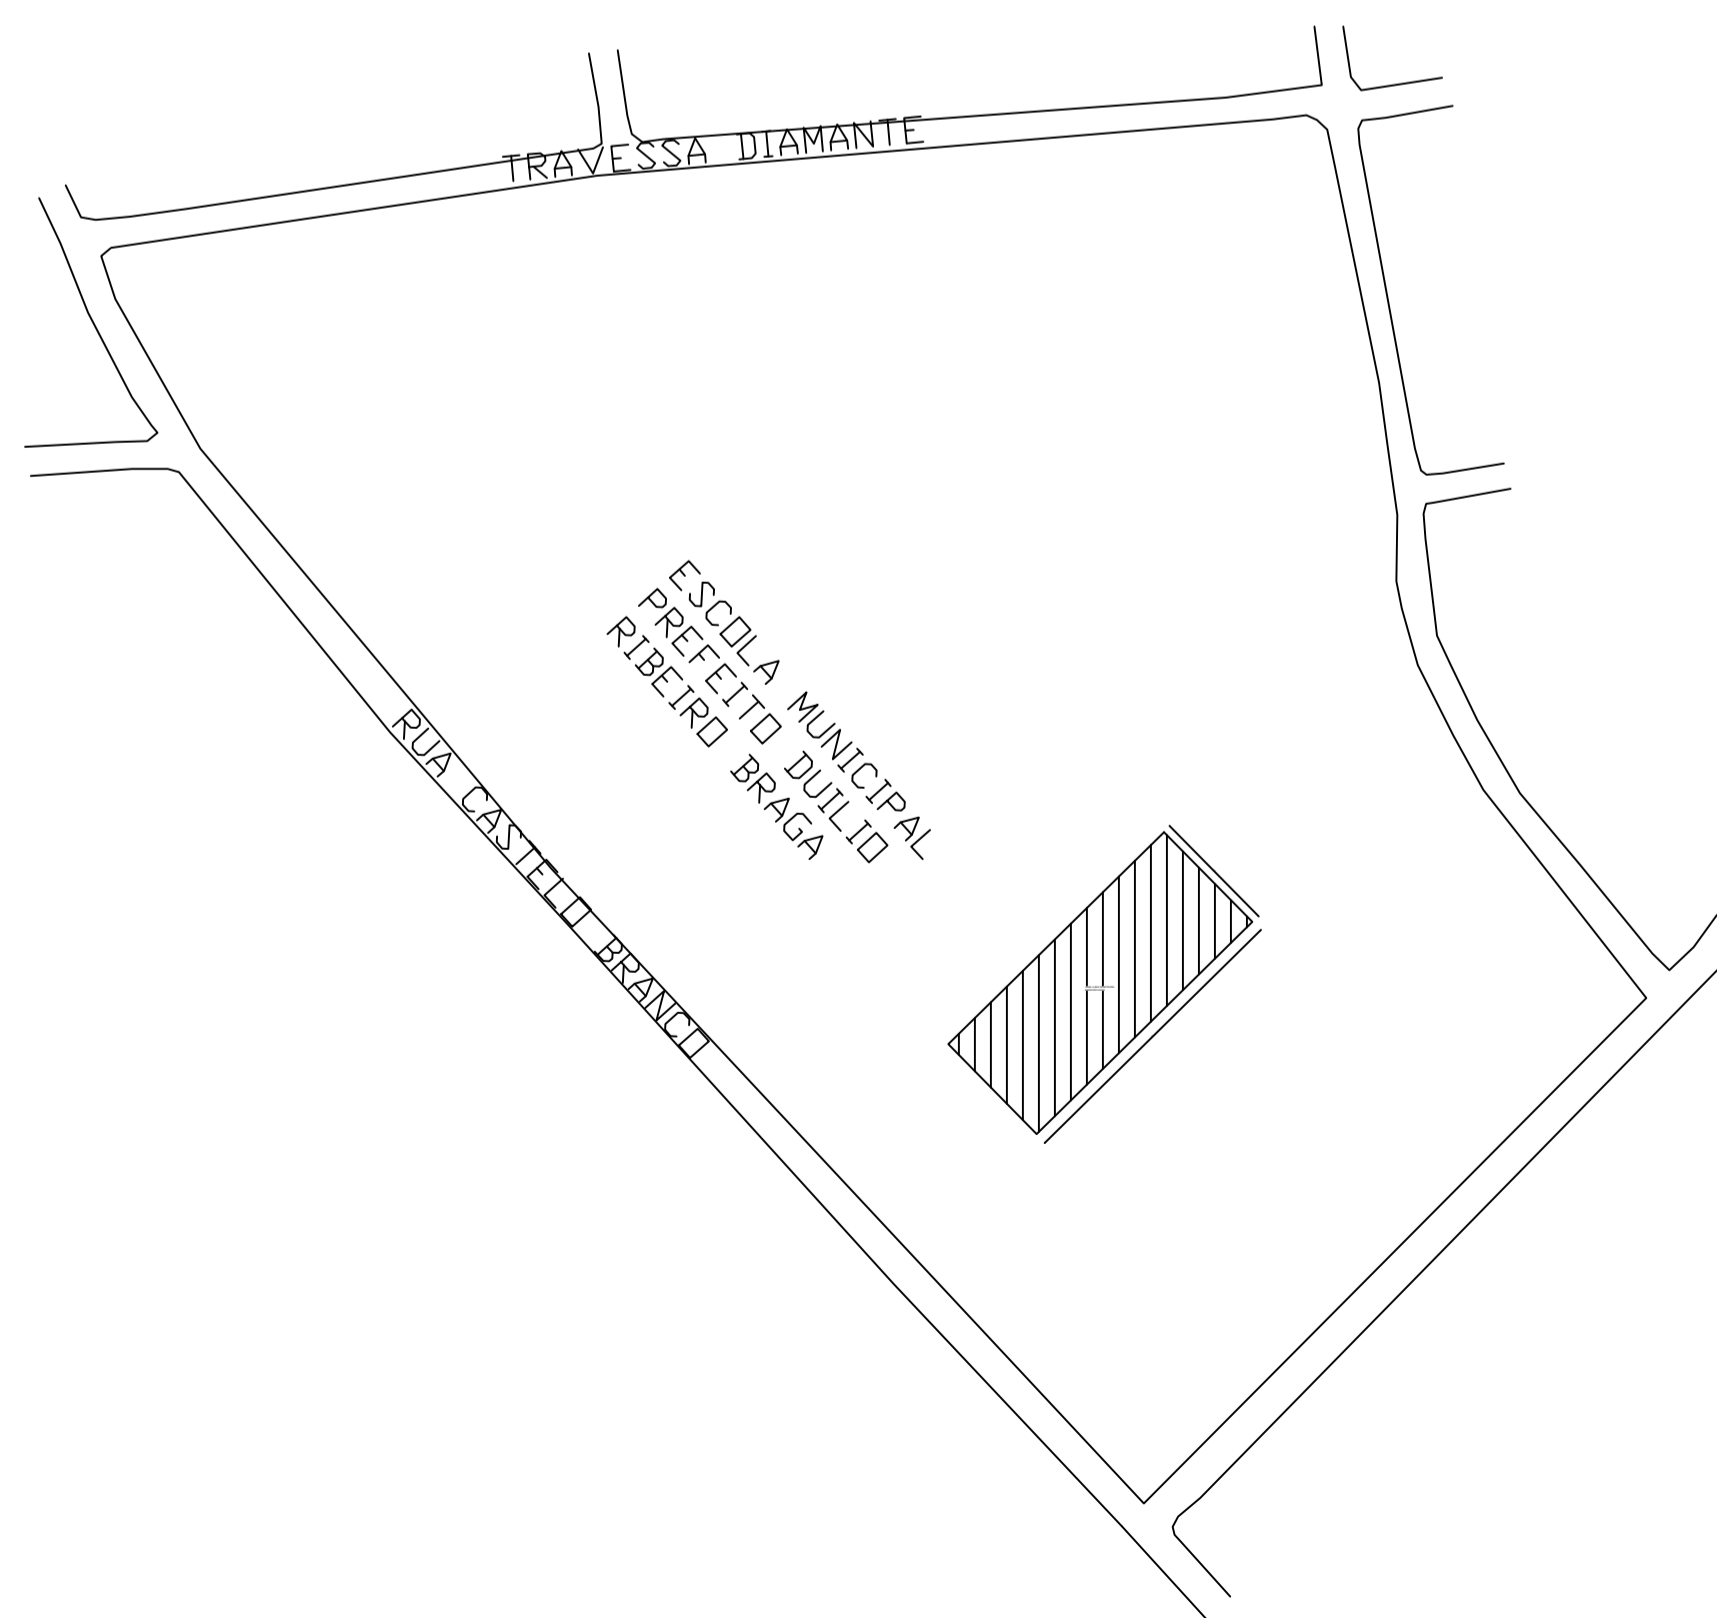 TRAVESSA DIAMANTE
ESCOLA MUNICIPAL
PREFEITO DUILIO
RIBEIRO BRAGA
RUA CASTELO BRANCO